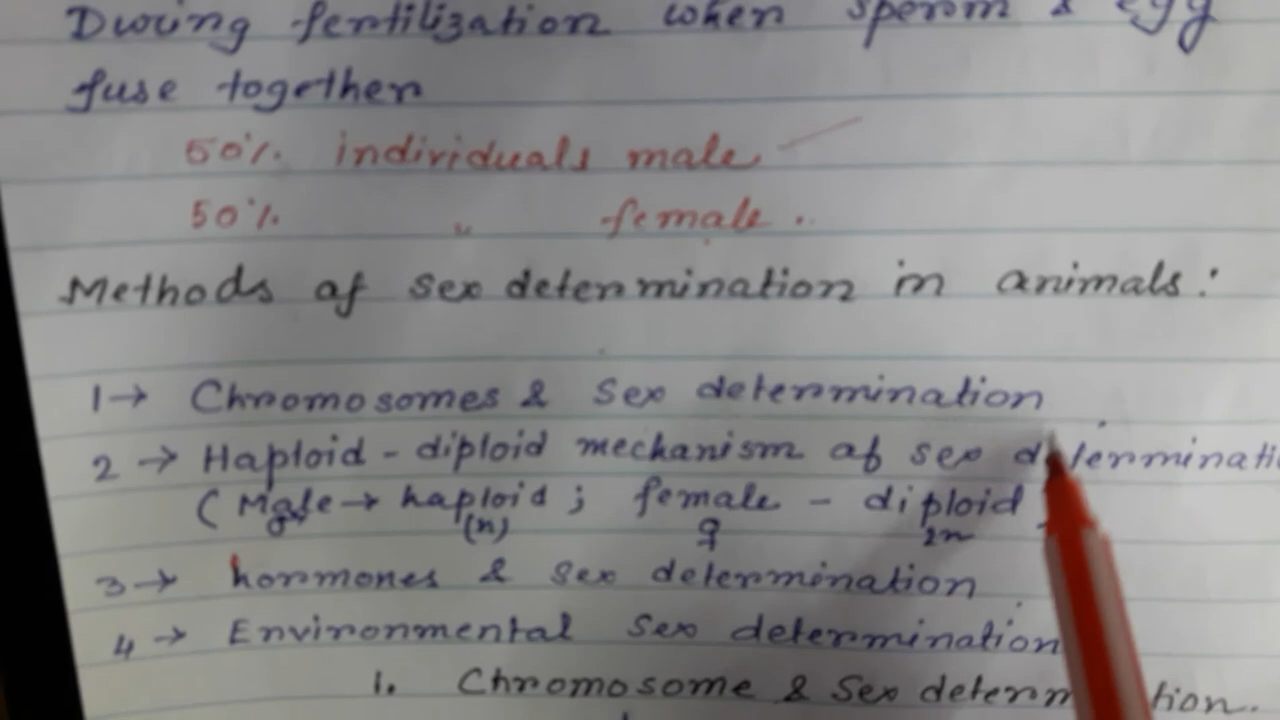 During fertilization when sperm & egg
fuse together
50% individuals male
50% " female.
Methods of sex determination in animals:
1→ Chromosomes & Sex determination
2→ Haploid - diploid mechanism of sex
(Male→ haploid; female - diploid
(n) ♀ 2n
3→ hormones & sex determination
4→ Environmental sex determination
1. Chromosome & Sex